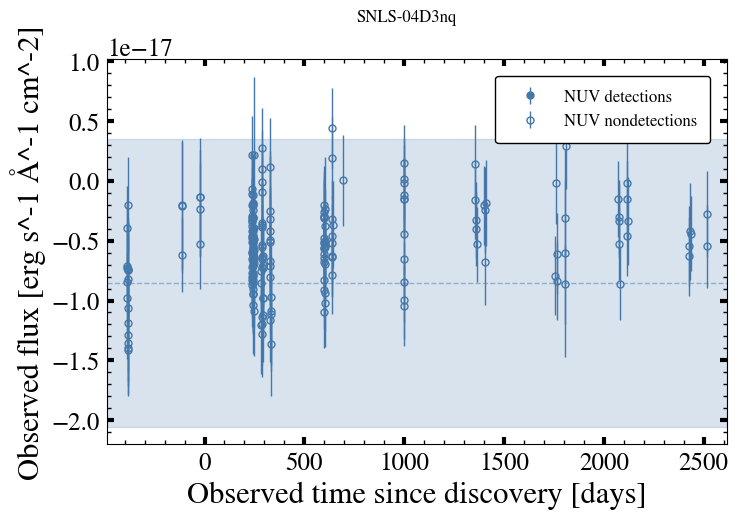 SNLS-04D3nq
1e−17
1.0
0.5
0.0
−0.5
−1.0
−1.5
−2.0
Observed flux [erg s^-1 Å^-1 cm^-2]
NUV detections
NUV nondetections
0 500 1000 1500 2000 2500
Observed time since discovery [days]